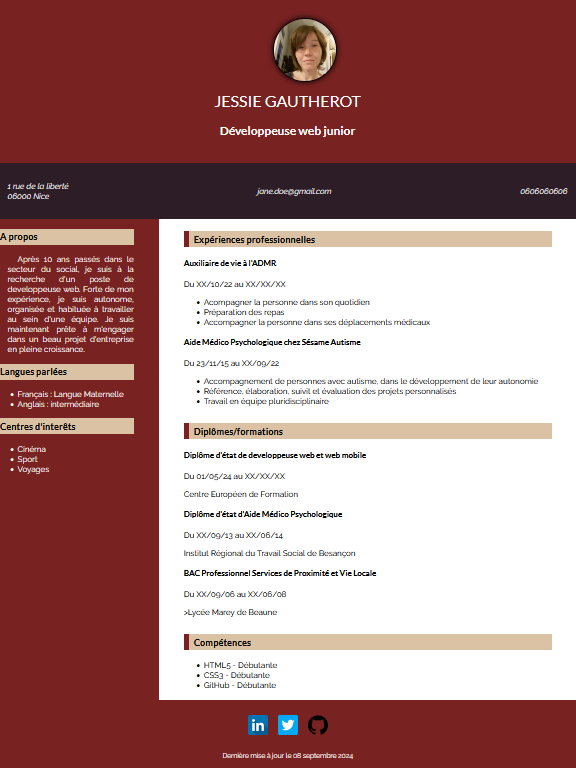 JESSIE GAUTHEROT
Développeuse web junior
1 rue de la liberté
06000 Nice
jane.doe@gmail.com
0606060606
A propos
Après 10 ans passés dans le
secteur du social, je suis à la
recherche d'un poste de
developpeuse web. Forte de mon
expérience, je suis autonome,
organisée et habituée à travailler
au sein d'une équipe. Je suis
maintenant prête à m'engager
dans un beau projet d'entreprise
en pleine croissance.
Langues parlées
Français : Langue Maternelle
Anglais : intermédiaire
Centres d'interêts
Cinéma
Sport
Voyages
Expériences professionnelles
Auxiliaire de vie à l'ADMR
Du XX/10/22 au XX/XX/XX
Acompagner la personne dans son quotidien
Préparation des repas
Accompagner la personne dans ses déplacements médicaux
Aide Médico Psychologique chez Sésame Autisme
Du 23/11/15 au XX/09/22
Accompagnement de personnes avec autisme, dans le développement de leur autonomie
Référence, élaboration, suivit et évaluation des projets personnalisés
Travail en équipe pluridisciplinaire
Diplômes/formations
Diplôme d'état de developpeuse web et web mobile
Du 01/05/24 au XX/XX/XX
Centre Européen de Formation
Diplôme d'état d'Aide Médico Psychologique
Du XX/09/13 au XX/06/14
Institut Régional du Travail Social de Besançon
BAC Professionnel Services de Proximité et Vie Locale
Du XX/09/06 au XX/06/08
>Lycée Marey de Beaune
Compétences
HTML5 - Débutante
CSS3 - Débutante
GitHub - Débutante
in
Dernière mise à jour le 08 septembre 2024